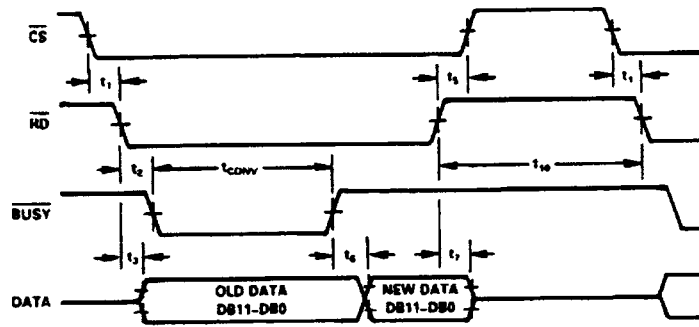 CS
t1
t5
t1
RD
t2
tCONV
t10
BUSY
t3
t6
t7
DATA
OLD DATA
DB11-DB0
NEW DATA
DB11-DB0